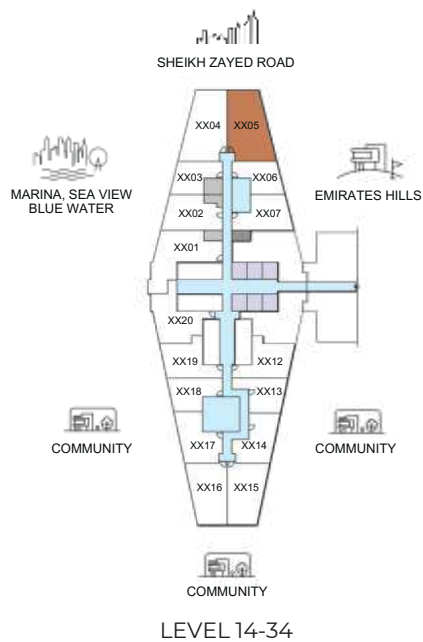 SHEIKH ZAYED ROAD
XX04
XX05
MARINA, SEA VIEW
BLUE WATER
EMIRATES HILLS
XX03
XX06
XX02
XX07
XX01
XX20
XX19
XX12
XX18
XX13
COMMUNITY
COMMUNITY
XX17
XX14
XX16
XX15
COMMUNITY
LEVEL 14-34